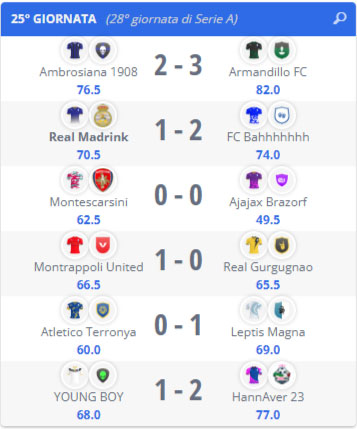 25° GIORNATA (28° giornata di Serie A)
Ambrosiana 1908 2 - 3 Armandillo FC
76.5 82.0
Real Madrink 1 - 2 FC Bahhhhhhh
70.5 74.0
Montescarsini 0 - 0 Ajajax Brazorf
62.5 49.5
Montrappoli United 1 - 0 Real Gurgugnao
66.5 65.5
Atletico Terronya 0 - 1 Leptis Magna
60.0 69.0
YOUNG BOY 1 - 2 HannAver 23
68.0 77.0